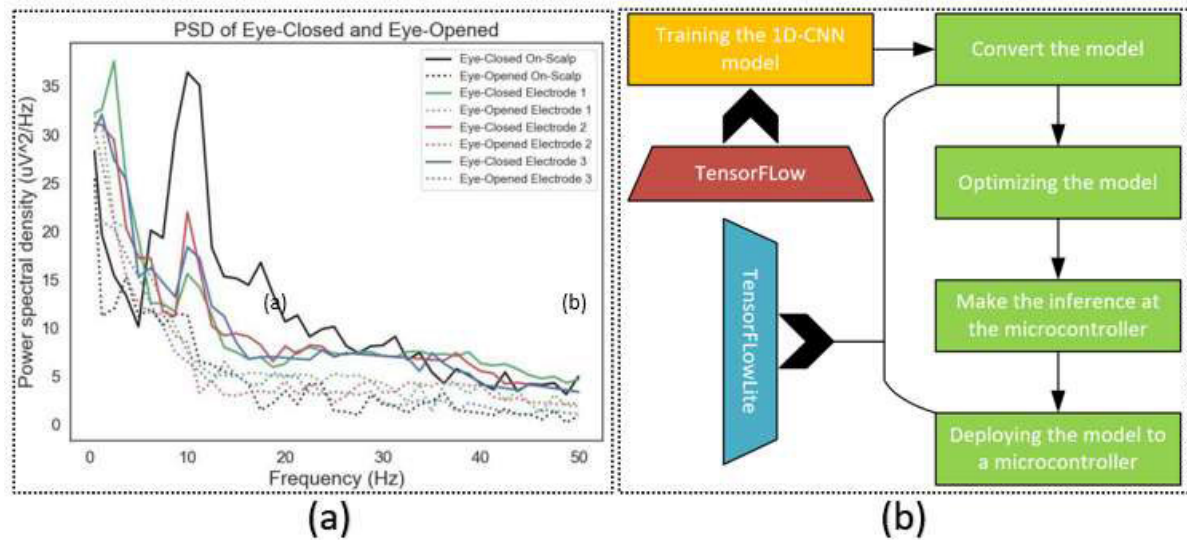 PSD of Eye-Closed and Eye-Opened
Power spectral density (uV^2/Hz)
35
30
25
20
15
10
5
0
Eye-Closed On-Scalp
Eye-Opened On-Scalp
Eye-Closed Electrode 1
Eye-Opened Electrode 1
Eye-Closed Electrode 2
Eye-Opened Electrode 2
Eye-Closed Electrode 3
Eye-Opened Electrode 3
(a)
(b)
0 10 20 30 40 50
Frequency (Hz)
(a)
Training the 1D-CNN
model
TensorFLow
TensorFLowLite
Convert the model
Optimizing the model
Make the inference at
the microcontroller
Deploying the model to
a microcontroller
(b)